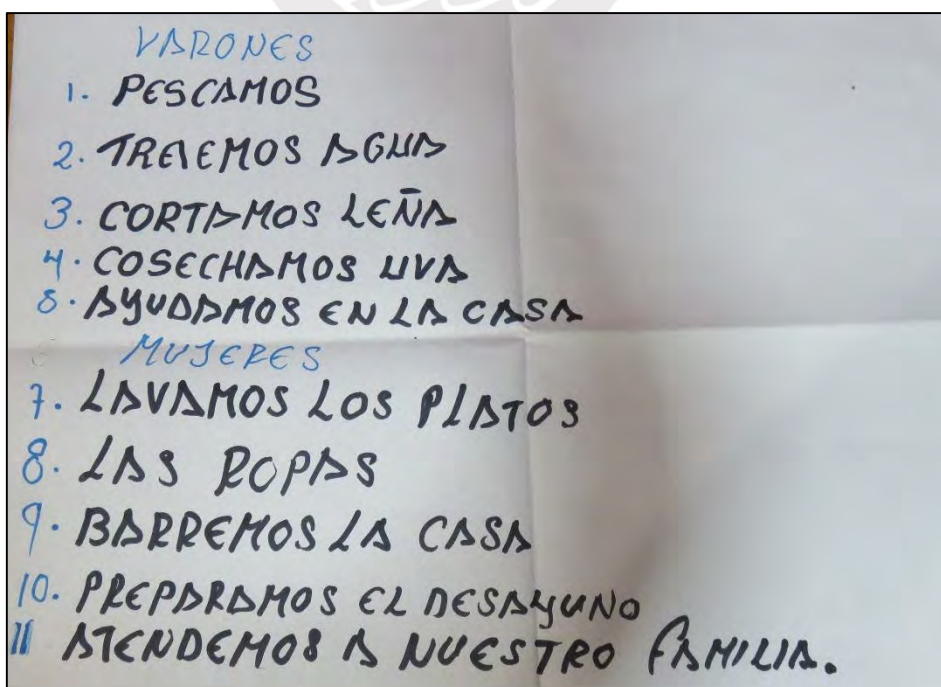 VARONES
1. PESCAMOS
2. TRAEMOS AGUA
3. CORTAMOS LEÑA
4. COSECHAMOS UVA
5. AYUDAMOS EN LA CASA
MUJERES
7. LAVAMOS LOS PLATOS
8. LAS ROPAS
9. BARREMOS LA CASA
10. PREPARAMOS EL DESAYUNO
11 ATENDEMOS A NUESTRO FAMILIA.